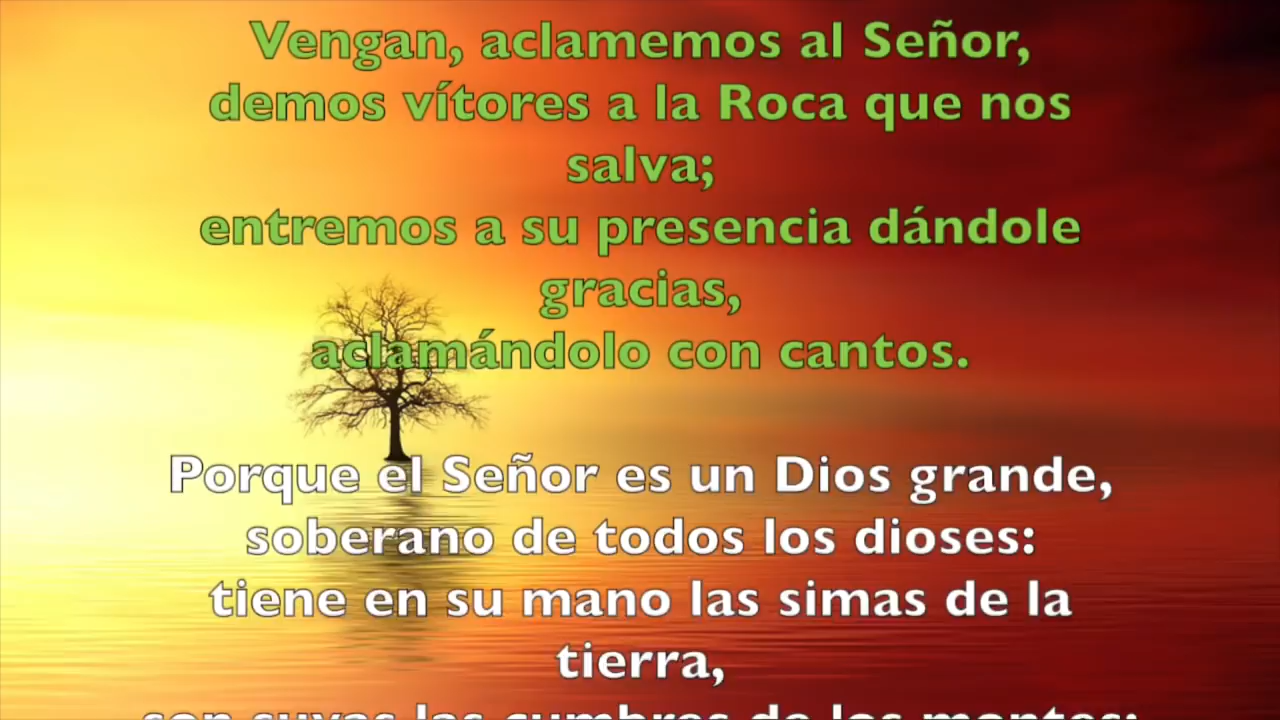 Vengan, aclamemos al Señor,
demos vítores a la Roca que nos
salva;
entremos a su presencia dándole
gracias,
aclamándolo con cantos.
Porque el Señor es un Dios grande,
soberano de todos los dioses:
tiene en su mano las simas de la
tierra,
son suyas las cumbres de los montes;